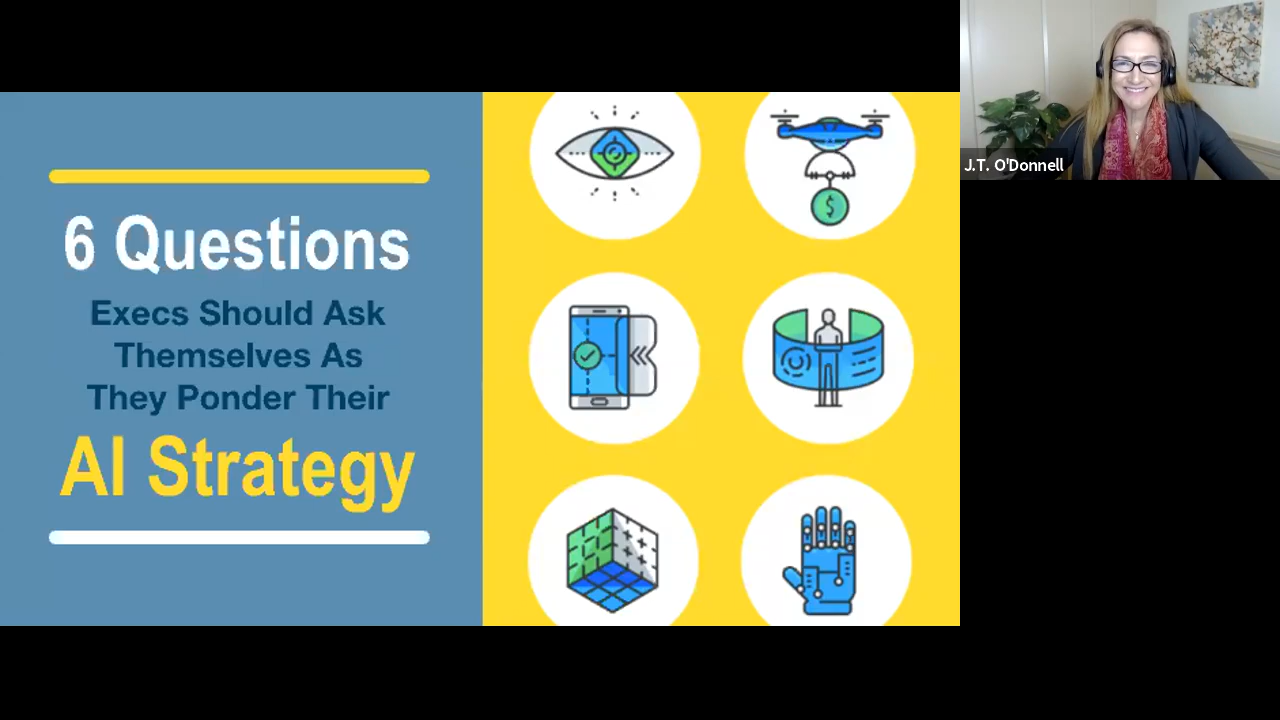 6 Questions
Execs Should Ask
Themselves As
They Ponder Their
AI Strategy
$
J.T. O'Donnell